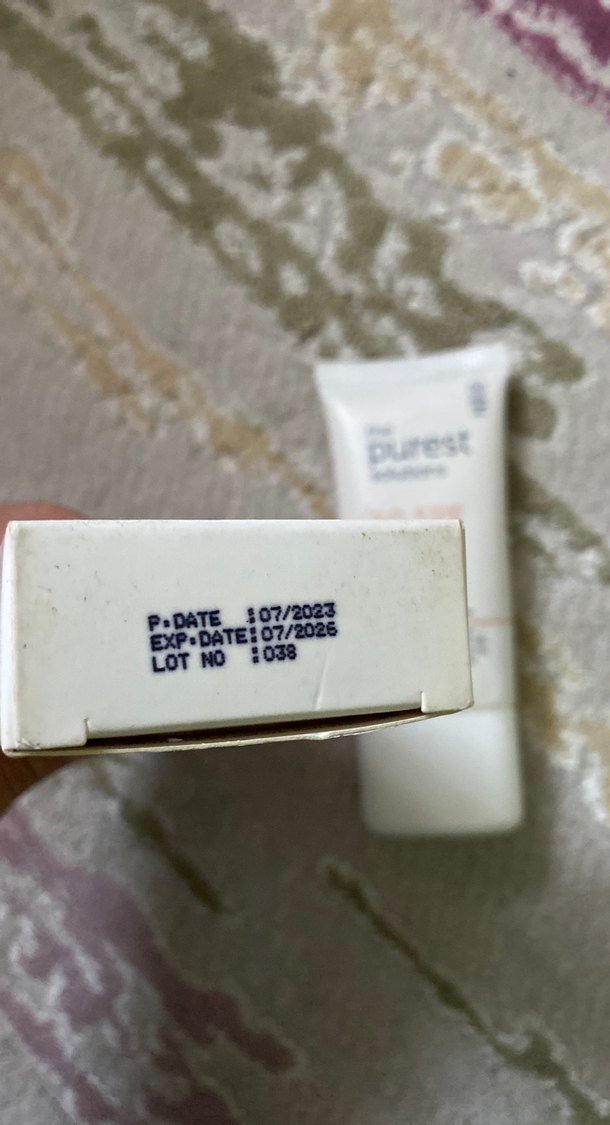 the
purest
solutions
P.DATE :07/2023
EXP.DATE:07/2026
LOT NO :038